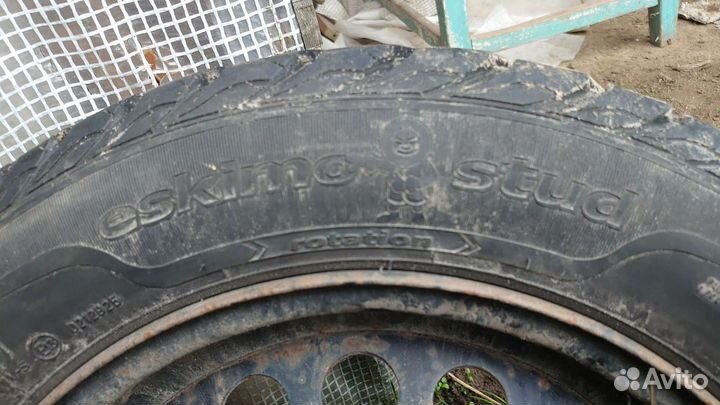 eskimo stud
rotation
Avito